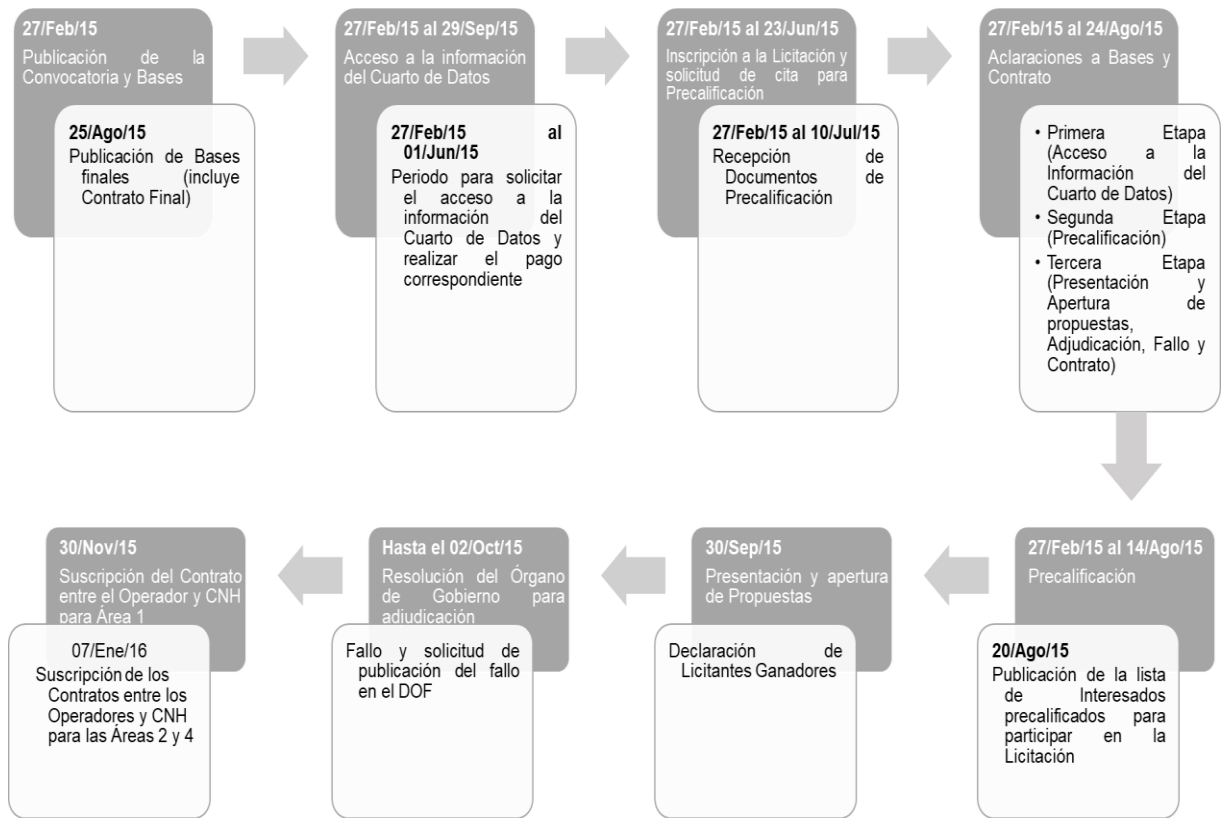 27/Feb/15
Publicación de la
Convocatoria y Bases
25/Ago/15
Publicación de Bases
finales (incluye
Contrato Final)
27/Feb/15 al 29/Sep/15
Acceso a la información
del Cuarto de Datos
27/Feb/15 al
01/Jun/15
Periodo para solicitar
el acceso a la
información del
Cuarto de Datos y
realizar el pago
correspondiente
27/Feb/15 al 23/Jun/15
Inscripción a la Licitación y
solicitud de cita para
Precalificación
27/Feb/15 al 10/Jul/15
Recepción de
Documentos de
Precalificación
27/Feb/15 al 24/Ago/15
Aclaraciones a Bases y
Contrato
• Primera Etapa
(Acceso a la
Información del
Cuarto de Datos)
• Segunda Etapa
(Precalificación)
• Tercera Etapa
(Presentación y
Apertura de
propuestas,
Adjudicación, Fallo y
Contrato)
27/Feb/15 al 14/Ago/15
Precalificación
20/Ago/15
Publicación de la lista
de Interesados
precalificados para
participar en la
Licitación
30/Sep/15
Presentación y apertura
de Propuestas
Declaración de
Licitantes Ganadores
Hasta el 02/Oct/15
Resolución del Órgano
de Gobierno para
adjudicación
Fallo y solicitud de
publicación del fallo
en el DOF
30/Nov/15
Suscripción del Contrato
entre el Operador y CNH
para Área 1
07/Ene/16
Suscripción de los
Contratos entre los
Operadores y CNH
para las Áreas 2 y 4